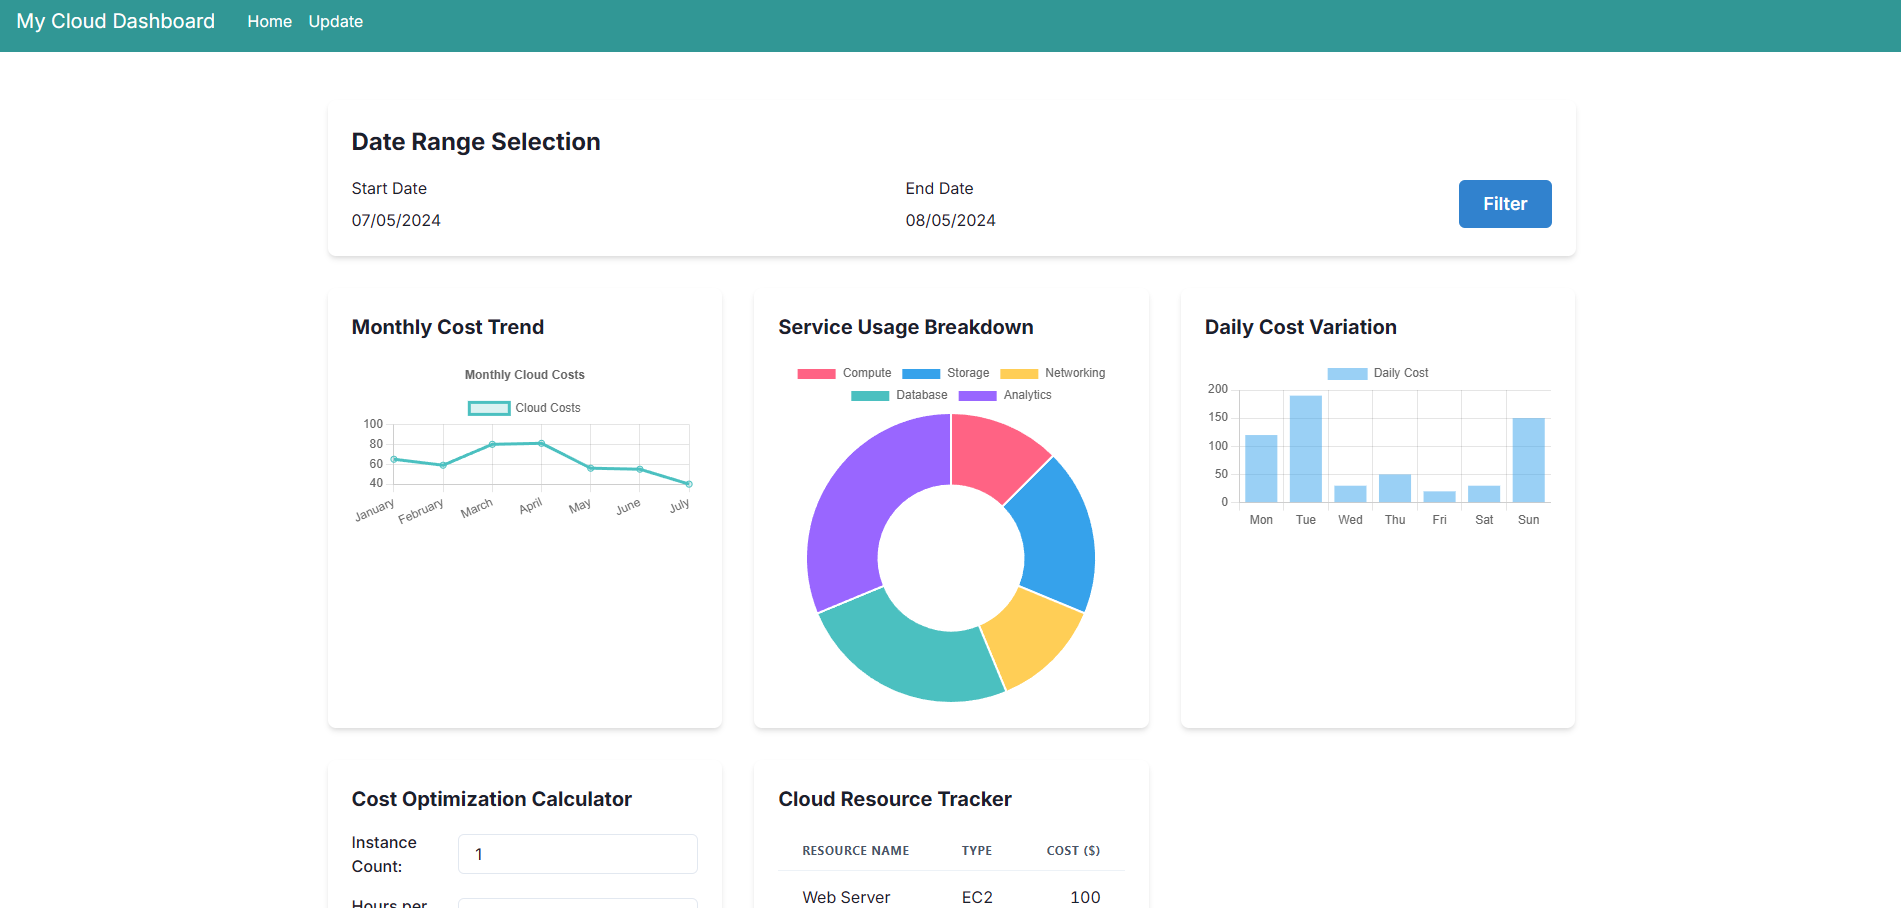 My Cloud Dashboard Home Update
Date Range Selection
Start Date End Date
07/05/2024 08/05/2024
Filter
Monthly Cost Trend
Monthly Cloud Costs
Cloud Costs
100
80
60
40
January February March April May June July
Service Usage Breakdown
Compute Storage Networking
Database Analytics
Daily Cost Variation
Daily Cost
200
150
100
50
0
Mon Tue Wed Thu Fri Sat Sun
Cost Optimization Calculator
Instance
Count:
1
Hours per
Cloud Resource Tracker
RESOURCE NAME TYPE COST ($)
Web Server EC2 100